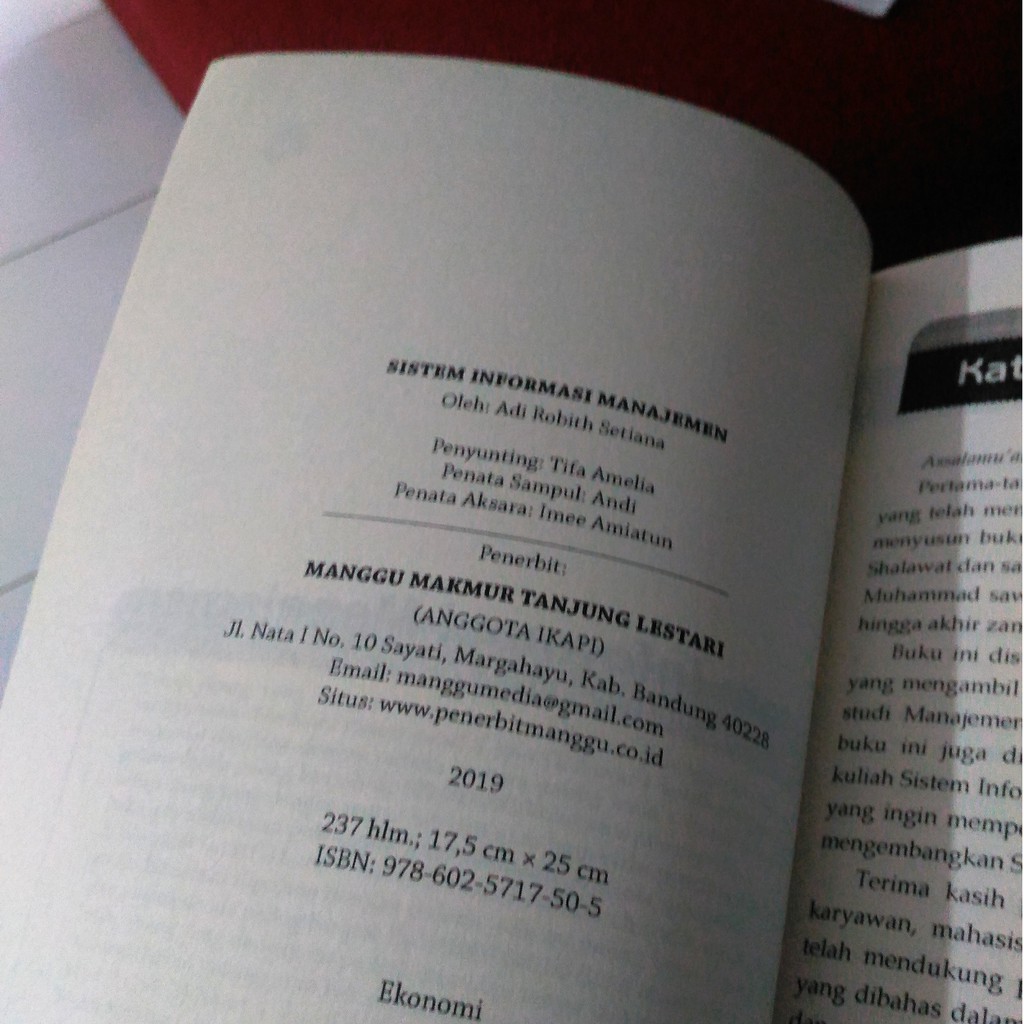 SISTEM INFORMASI MANAJEMEN
Oleh: Adi Robith Setiana
Penyunting: Tifa Amelia
Penata Sampul: Andi
Penata Aksara: Imee Amiatun
Penerbit:
MANGGU MAKMUR TANJUNG LESTARI
(ANGGOTA IKAPI)
Jl. Nata I No. 10 Sayati, Margahayu, Kab. Bandung 40228
Email: manggumedia@gmail.com
Situs: www.penerbitmanggu.co.id
2019
237 hlm.; 17,5 cm × 25 cm
ISBN: 978-602-5717-50-5
Ekonomi
Kat
Assalamu'a
Pertama-ta
yang telah men
menyusun buku
Shalawat dan sa
Muhammad saw
hingga akhir zan
Buku ini dis
yang mengambil
studi Manajemen
buku ini juga di
kuliah Sistem Info
yang ingin mempe
mengembangkan S
Terima kasih
karyawan, mahasis
telah mendukung
yang dibahas dalam